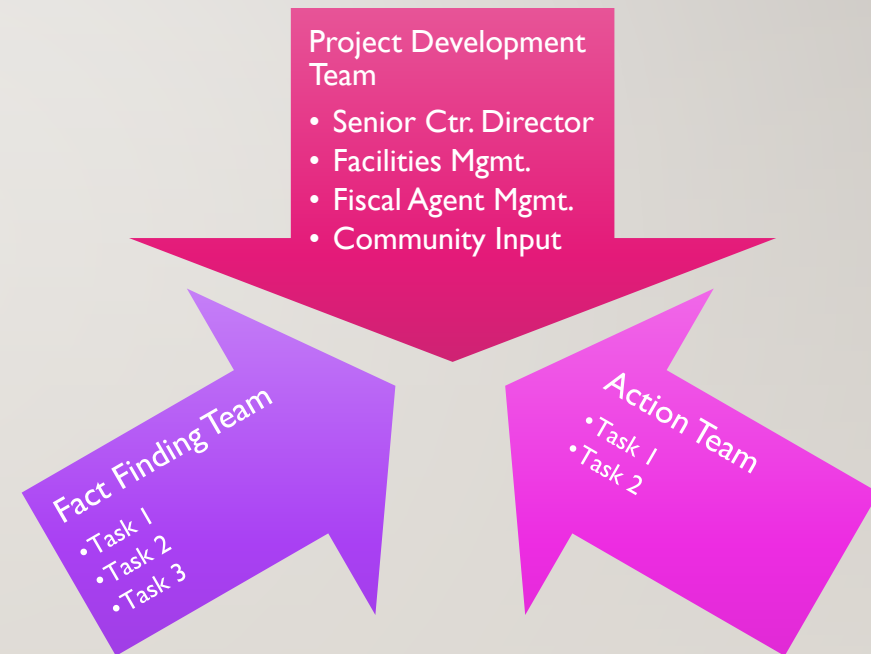 Project Development
Team
• Senior Ctr. Director
• Facilities Mgmt.
• Fiscal Agent Mgmt.
• Community Input
Fact Finding Team
•Task 1
•Task 2
•Task 3
Action Team
•Task 1
•Task 2